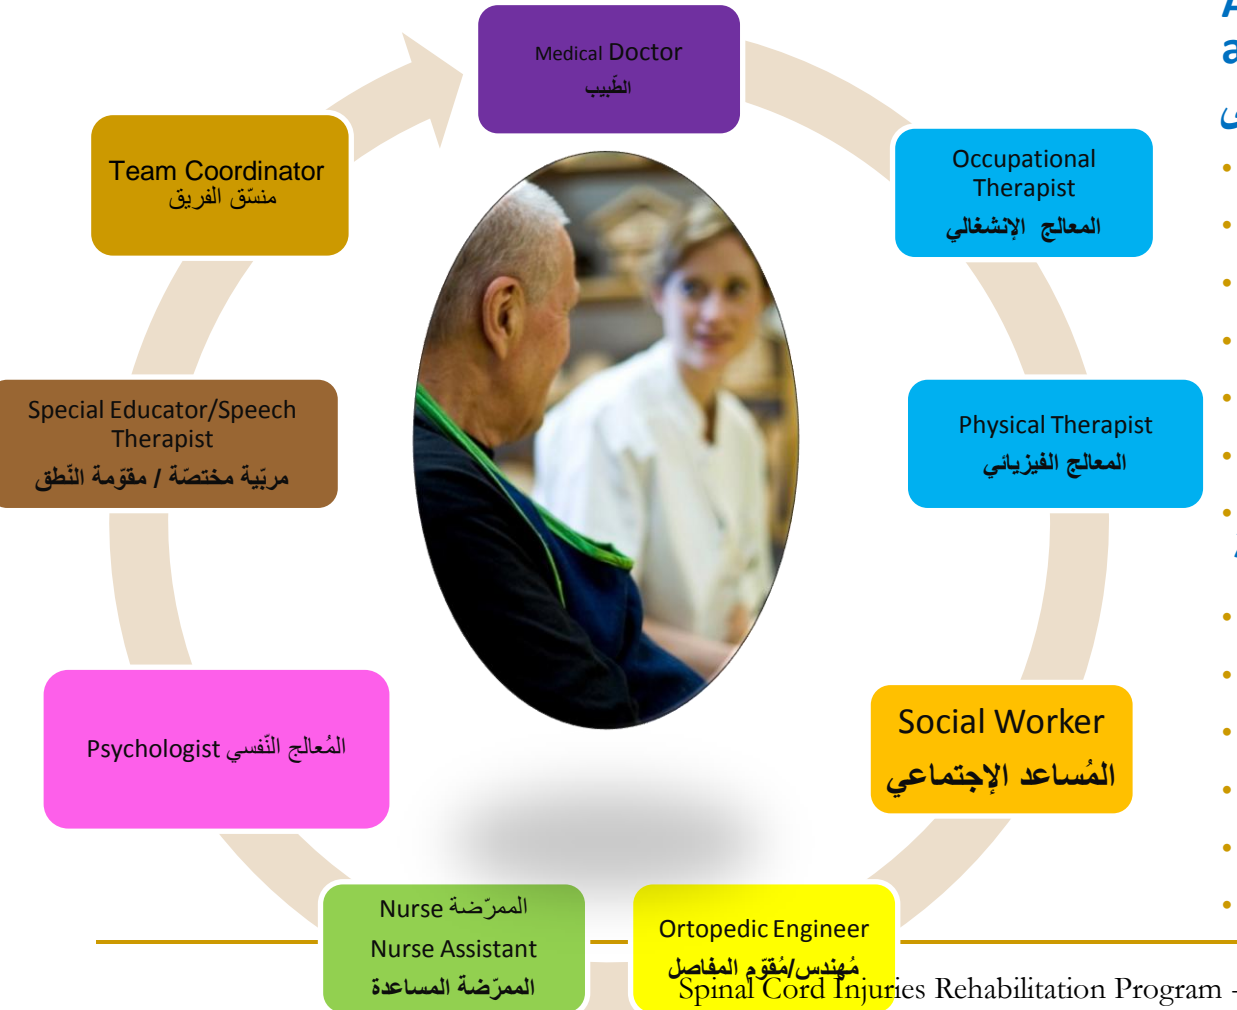 Medical Doctor
الطّبيب
Occupational
Therapist
المعالج الإنشغالي
Physical Therapist
المعالج الفيزيائي
Social Worker
المُساعد الإجتماعي
Ortopedic Engineer
مُهندس/مُقوّم المفاصل
Nurse الممرّضة
Nurse Assistant
الممرّضة المساعدة
Psychologist المُعالج النّفسي
Special Educator/Speech
Therapist
مربّية مختصّة / مقوّمة النّطق
Team Coordinator
منسّق الفريق
Spinal Cord Injuries Rehabilitation Program -